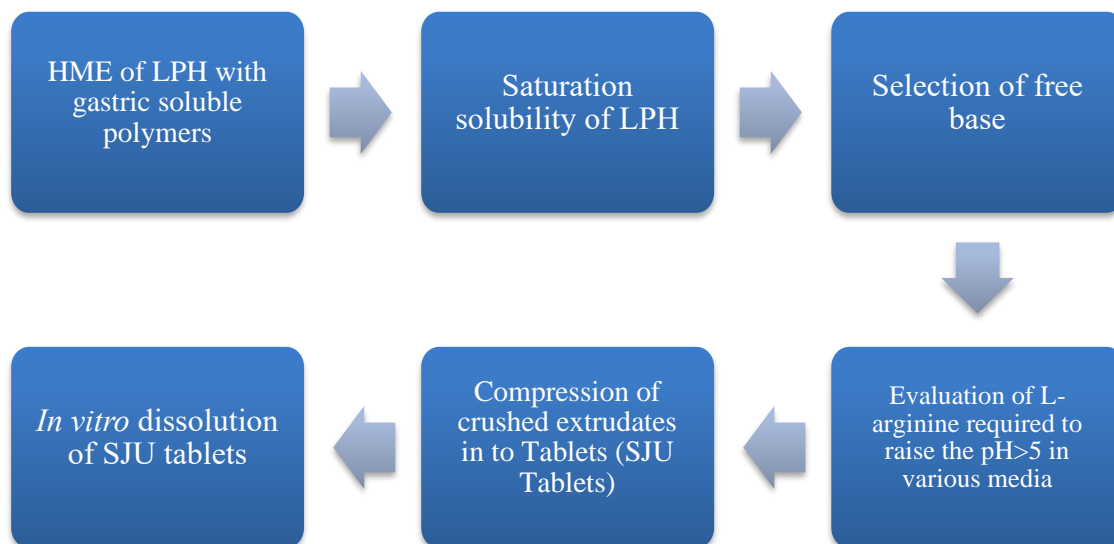 HME of LPH with
gastric soluble
polymers
Saturation
solubility of LPH
Selection of free
base
Evaluation of L-
arginine required to
raise the pH>5 in
various media
Compression of
crushed extrudates
in to Tablets (SJU
Tablets)
In vitro dissolution
of SJU tablets